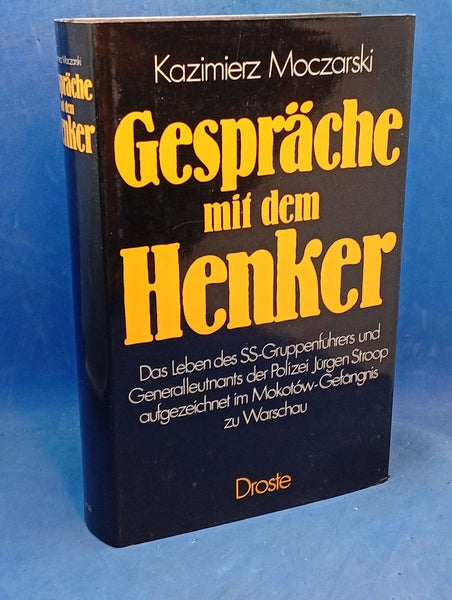 Kazimierz Moczarski
Gespräche
mit dem
Henker
Das Leben des SS-Gruppenführers und
Generalleutnants der Polizei Jürgen Stroop
aufgezeichnet im Mokotów-Gefängnis
zu Warschau
Droste
Moczarski